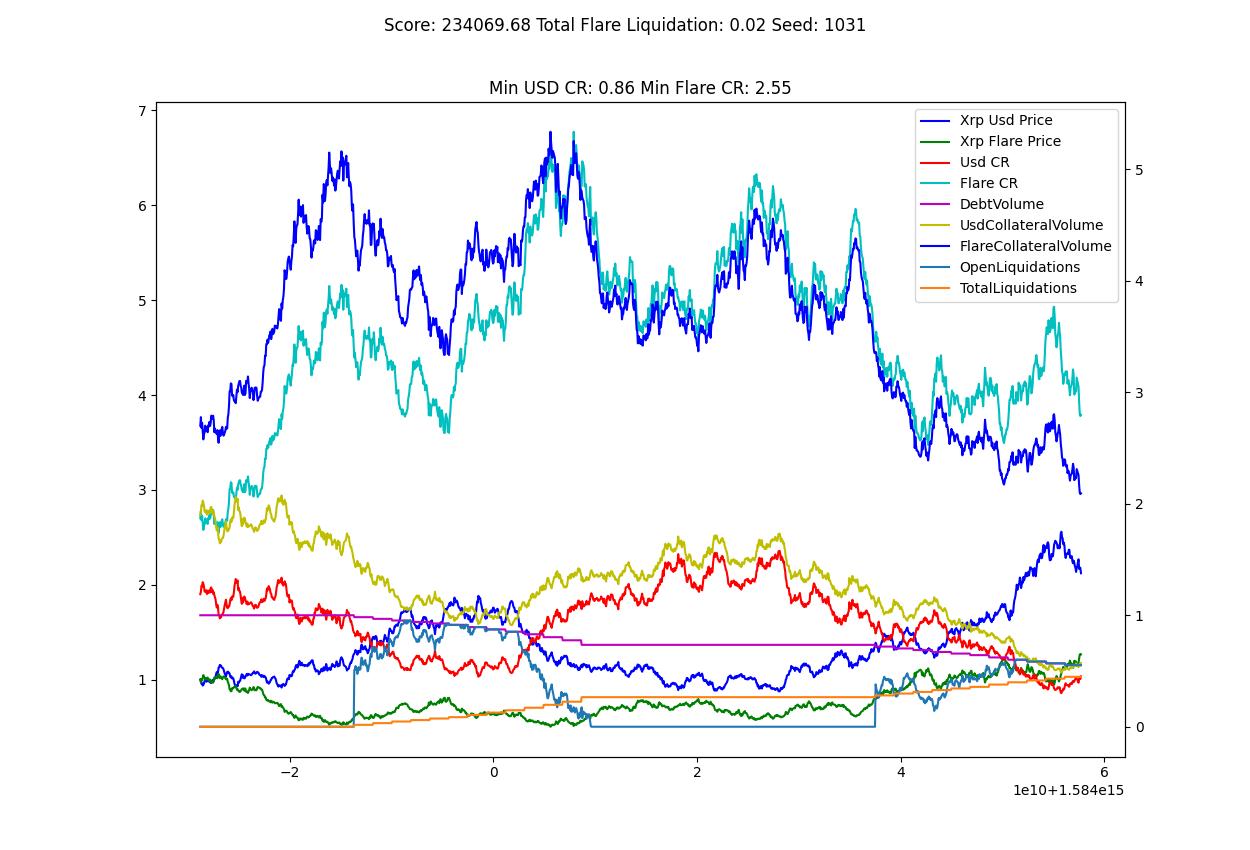 Score: 234069.68 Total Flare Liquidation: 0.02 Seed: 1031
Min USD CR: 0.86 Min Flare CR: 2.55
7
6
5
4
3
2
1
Xrp Usd Price
Xrp Flare Price
Usd CR
Flare CR
DebtVolume
UsdCollateralVolume
FlareCollateralVolume
OpenLiquidations
TotalLiquidations
5
4
3
2
1
0
−2 0 2 4 6
1e10+1.584e15